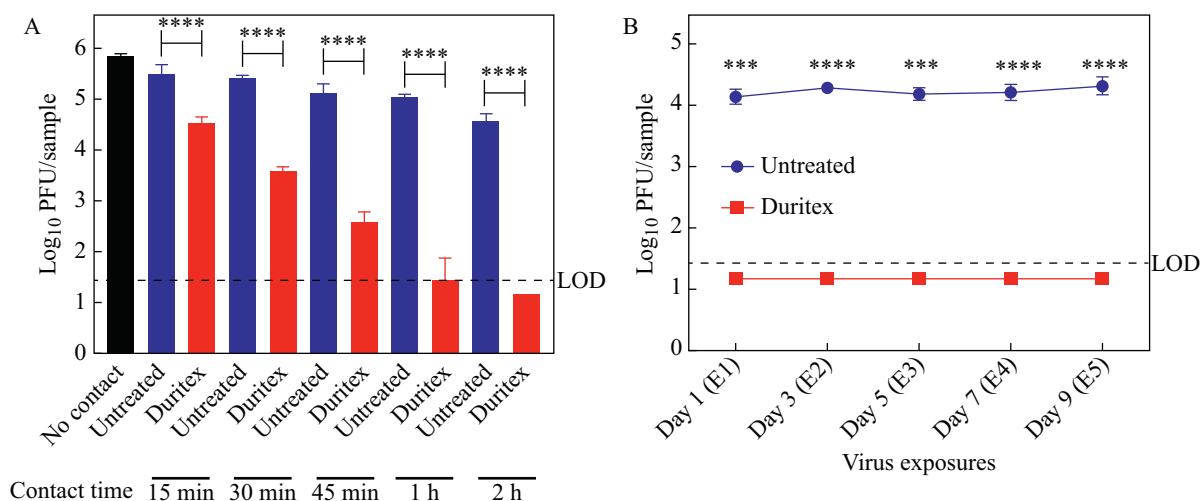 A
Log10 PFU/sample
6
5
4
3
2
1
0
**** **** **** **** ****
LOD
No contact
Untreated
Duritex
Untreated
Duritex
Untreated
Duritex
Untreated
Duritex
Untreated
Duritex
Contact time 15 min 30 min 45 min 1 h 2 h
B
Log10 PFU/sample
5
4
3
2
1
0
*** **** *** **** ****
Untreated
Duritex
LOD
Day 1 (E1)
Day 3 (E2)
Day 5 (E3)
Day 7 (E4)
Day 9 (E5)
Virus exposures